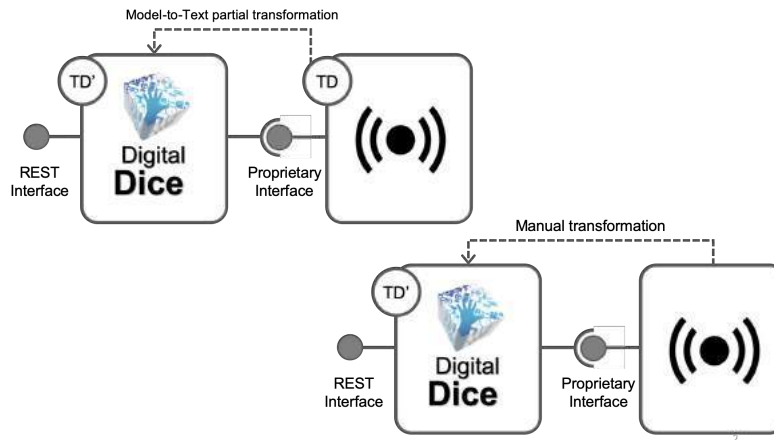 Model-to-Text partial transformation
TD'
TD
Digital
Dice
REST
Interface
Proprietary
Interface
Manual transformation
TD'
Digital
Dice
REST
Interface
Proprietary
Interface